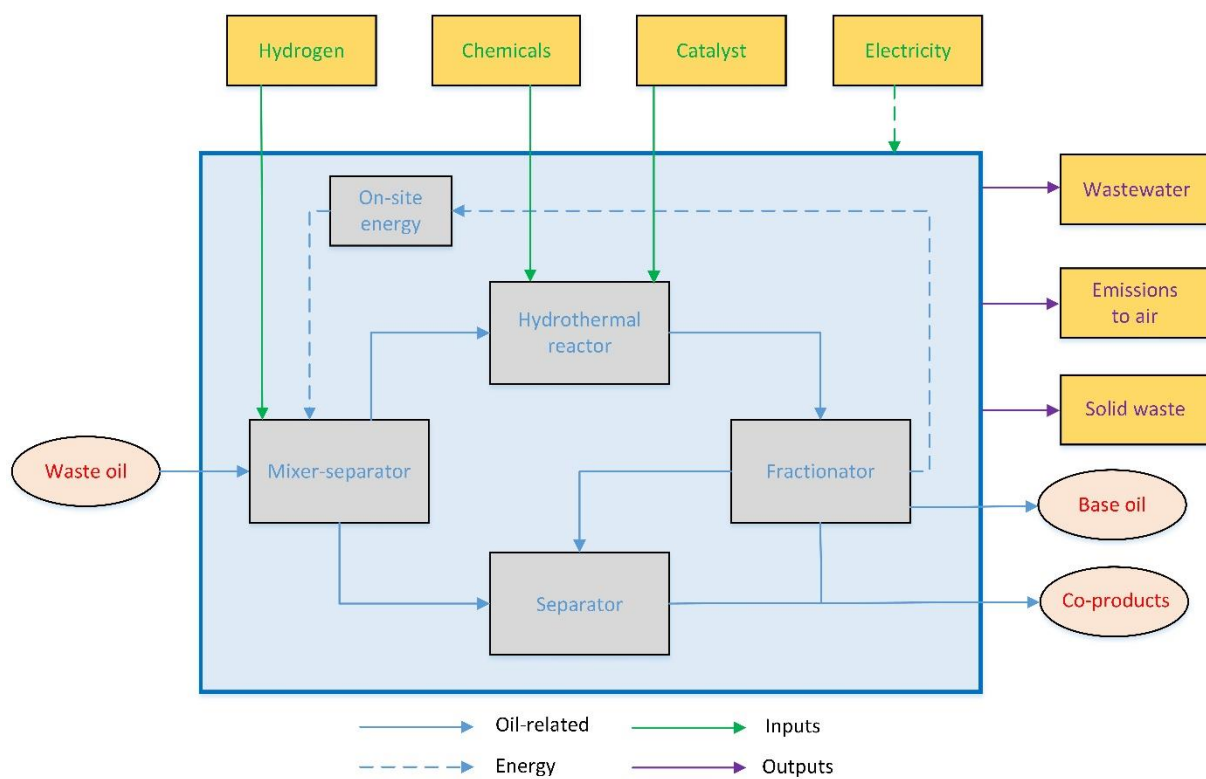 Hydrogen
Chemicals
Catalyst
Electricity
On-site
energy
Wastewater
Emissions
to air
Hydrothermal
reactor
Solid waste
Waste oil
Mixer-separator
Fractionator
Base oil
Separator
Co-products
Oil-related
Inputs
Energy
Outputs